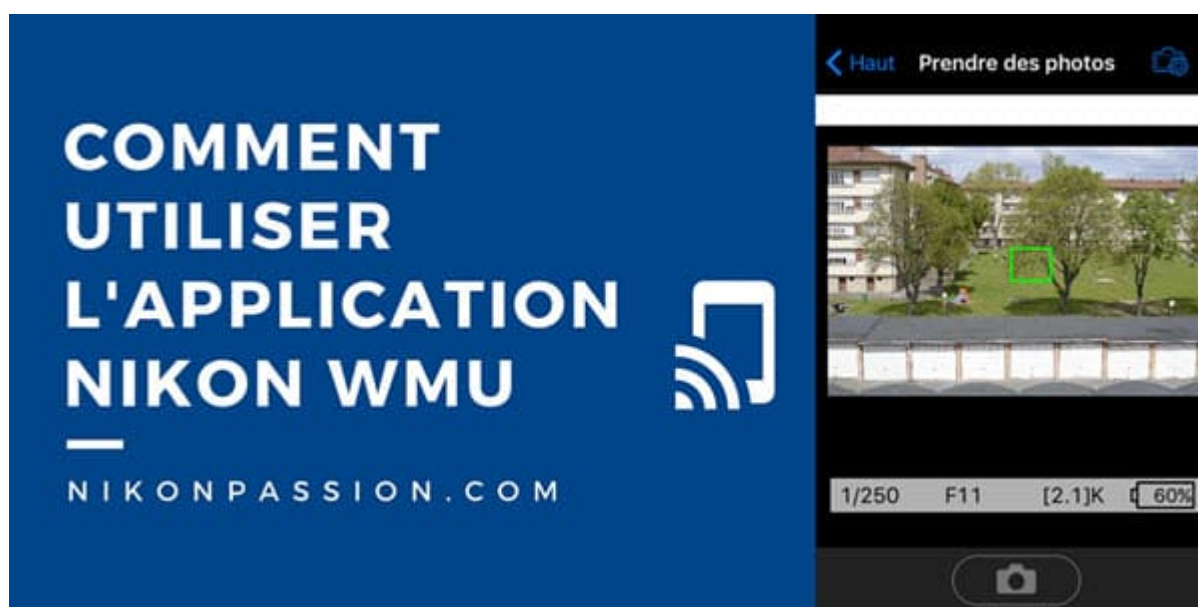 COMMENT
UTILISER
L'APPLICATION
NIKON WMU
NIKONPASSION.COM
Haut Prendre des photos
1/250 F11 [2.1]K 60%